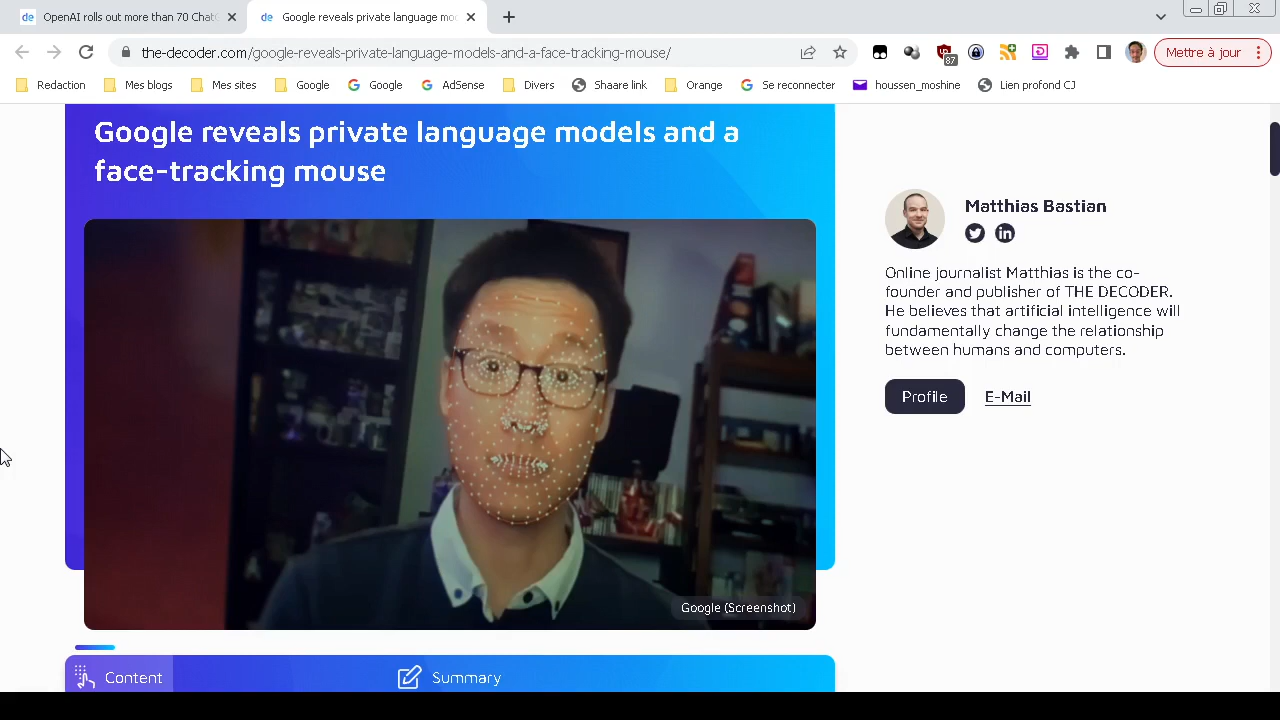 OpenAI rolls out more than 70 Chat
Google reveals private language mo
the-decoder.com/google-reveals-private-language-models-and-a-face-tracking-mouse/
87
Mettre à jour
Redaction
Mes blogs
Mes sites
Google
Google
AdSense
Divers
Shaare link
Orange
Se reconnecter
houssen_moshine
Lien profond CJ
Google reveals private language models and a
face-tracking mouse
Google (Screenshot)
Content
Summary
Matthias Bastian
Online journalist Matthias is the co-
founder and publisher of THE DECODER.
He believes that artificial intelligence will
fundamentally change the relationship
between humans and computers.
Profile
E-Mail